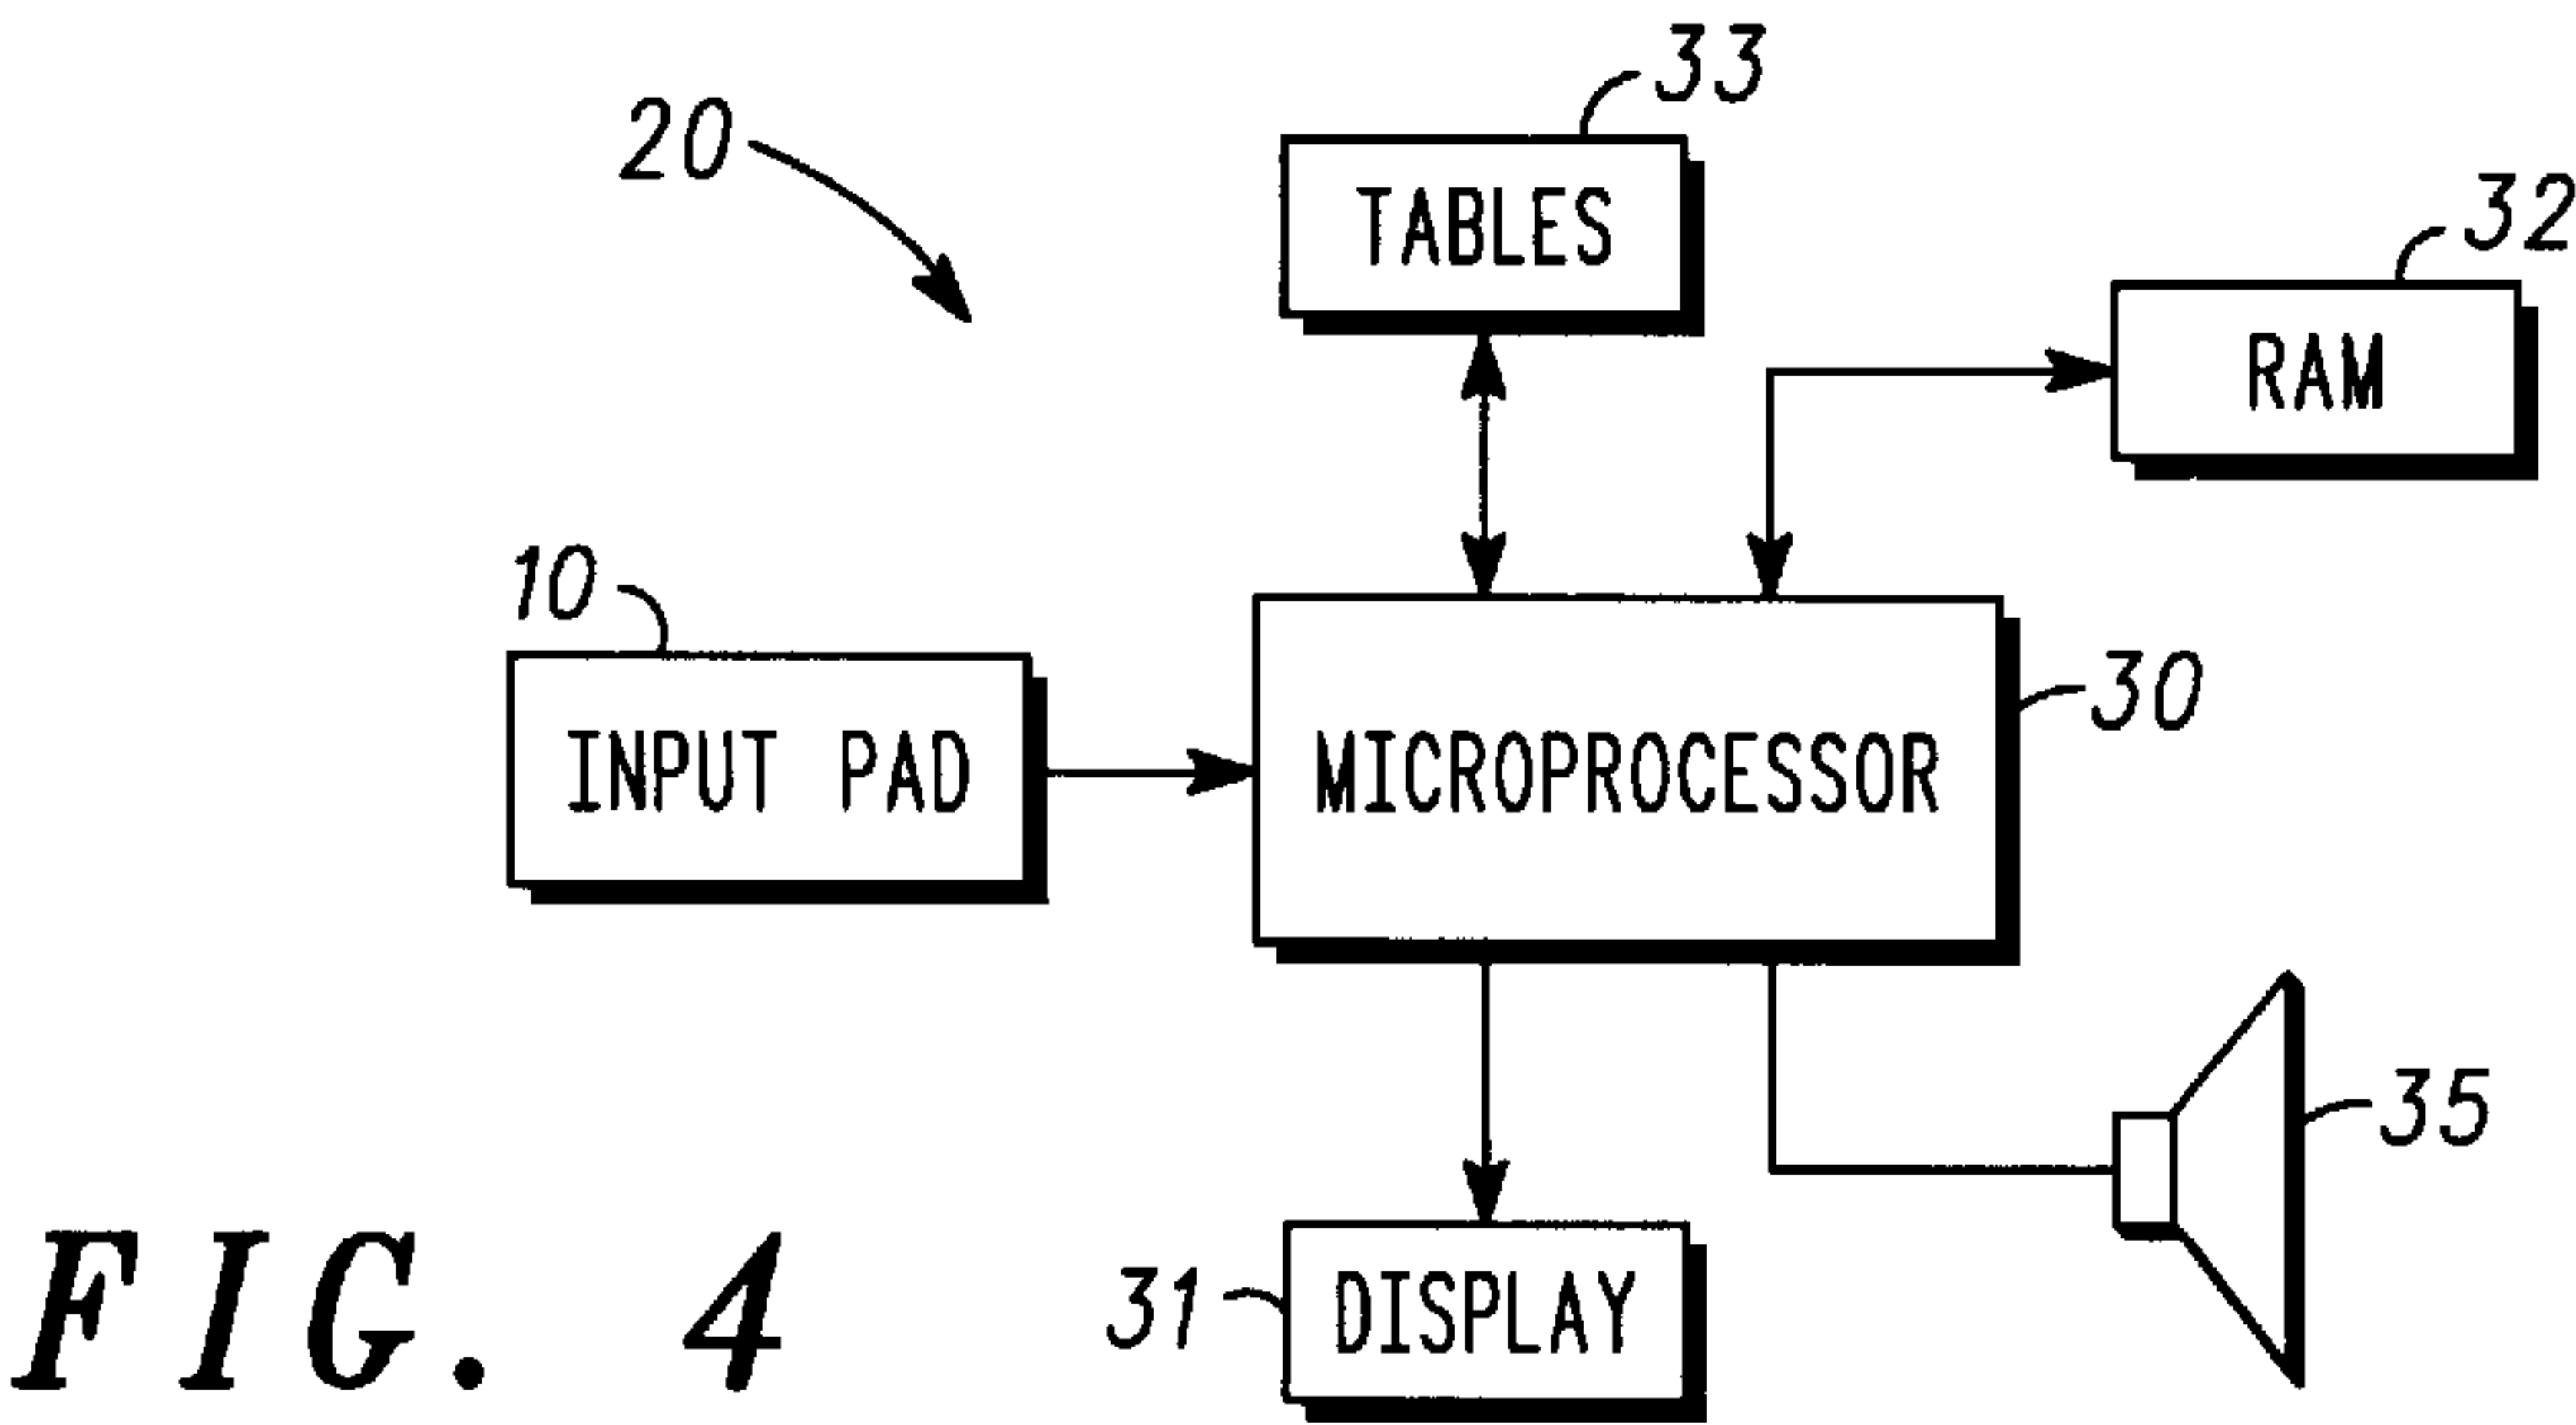 33
20
TABLES
32
RAM
10
30
INPUT PAD
MICROPROCESSOR
35
31
DISPLAY
FIG. 4